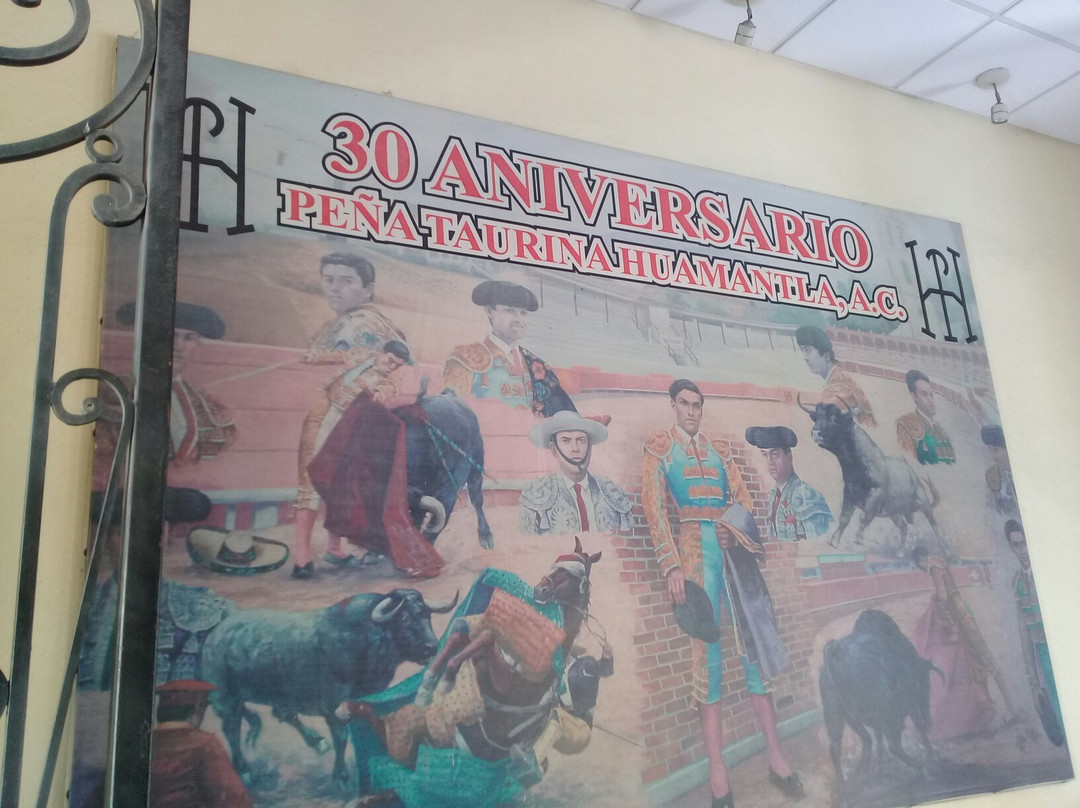 30 ANIVERSARIO
PEÑA TAURINA HUAMANTLA, A.C.